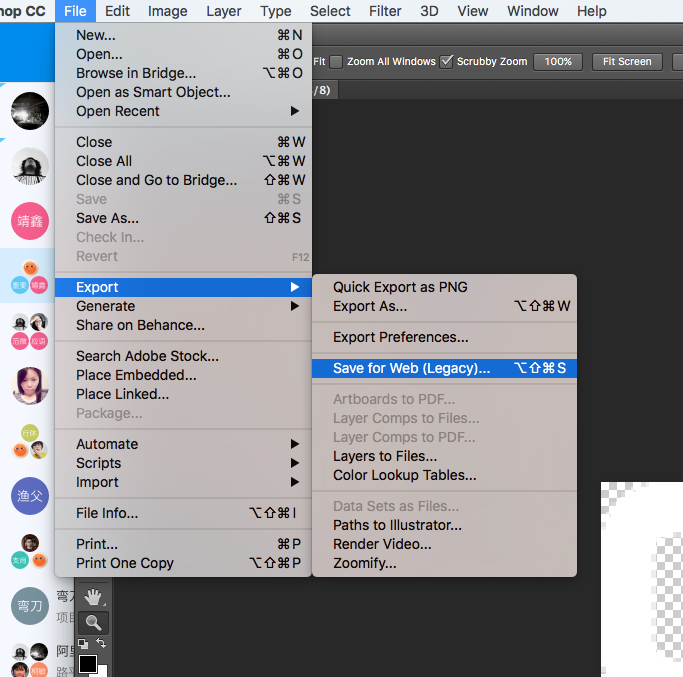 hop CC File Edit Image Layer Type Select Filter 3D View Window Help
Fit Zoom All Windows Scrubby Zoom 100% Fit Screen
/8)
New... ⌘N
Open... ⌘O
Browse in Bridge... ⌥⌘O
Open as Smart Object...
Open Recent
Close ⌘W
Close All ⌥⌘W
Close and Go to Bridge... ⇧⌘W
Save ⌘S
Save As... ⇧⌘S
Check In...
Revert F12
Export
Generate
Share on Behance...
Search Adobe Stock...
Place Embedded...
Place Linked...
Package...
Automate
Scripts
Import
File Info... ⌥⇧⌘I
Print... ⌘P
Print One Copy ⌥⇧⌘P
Quick Export as PNG
Export As... ⌥⇧⌘W
Export Preferences...
Save for Web (Legacy)... ⌥⇧⌘S
Artboards to PDF...
Layer Comps to Files...
Layer Comps to PDF...
Layers to Files...
Color Lookup Tables...
Data Sets as Files...
Paths to Illustrator...
Render Video...
Zoomify...
靖鑫
靖鑫
行休
渔父
弯刀
弯刀
项目
阿里
路平